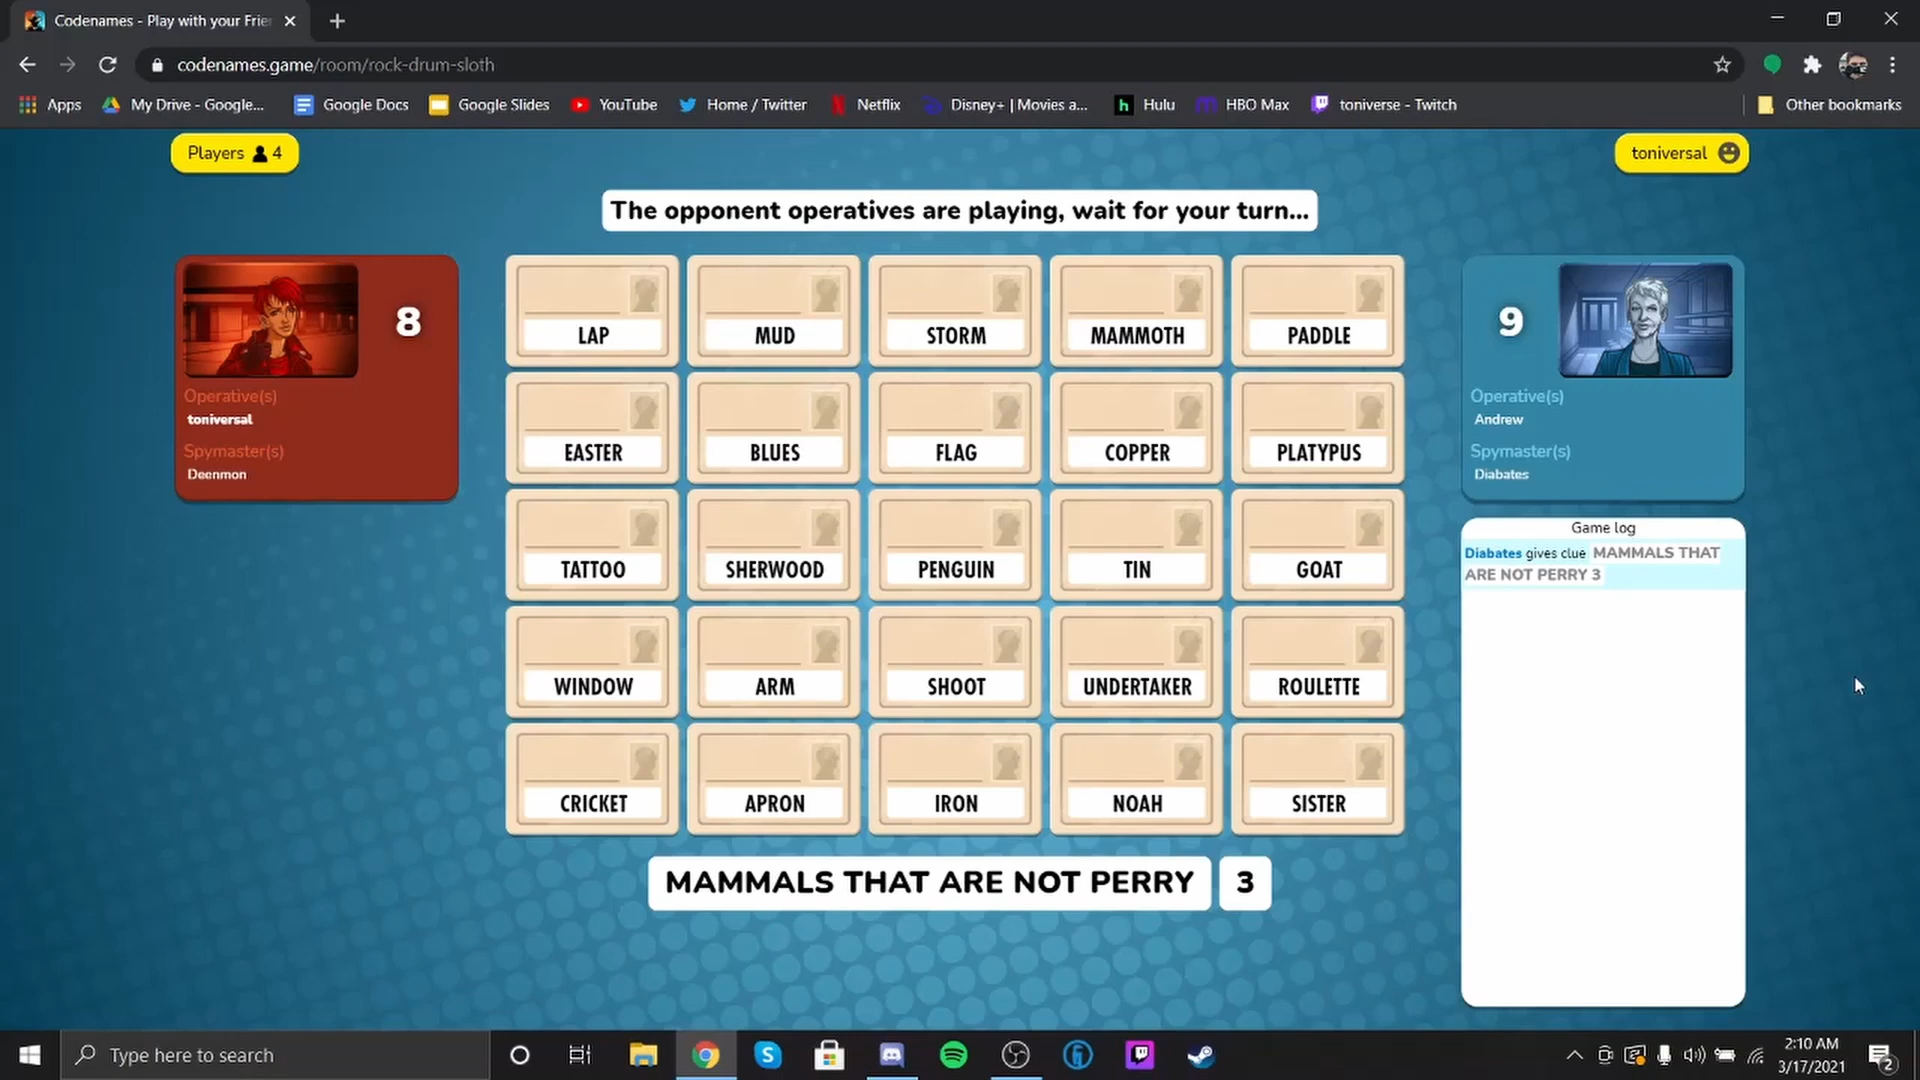 Codenames - Play with your Frie
codenames.game/room/rock-drum-sloth
Apps My Drive - Google... Google Docs Google Slides YouTube Home / Twitter Netflix Disney+ | Movies a... Hulu HBO Max toniverse - Twitch Other bookmarks
Players 4
toniversal
The opponent operatives are playing, wait for your turn...
8
Operative(s)
toniversal
Spymaster(s)
Deenmon
LAP MUD STORM MAMMOTH PADDLE
EASTER BLUES FLAG COPPER PLATYPUS
TATTOO SHERWOOD PENGUIN TIN GOAT
WINDOW ARM SHOOT UNDERTAKER ROULETTE
CRICKET APRON IRON NOAH SISTER
9
Operative(s)
Andrew
Spymaster(s)
Diabates
Game log
Diabates gives clue MAMMALS THAT
ARE NOT PERRY 3
MAMMALS THAT ARE NOT PERRY 3
Type here to search
2:10 AM
3/17/2021
2